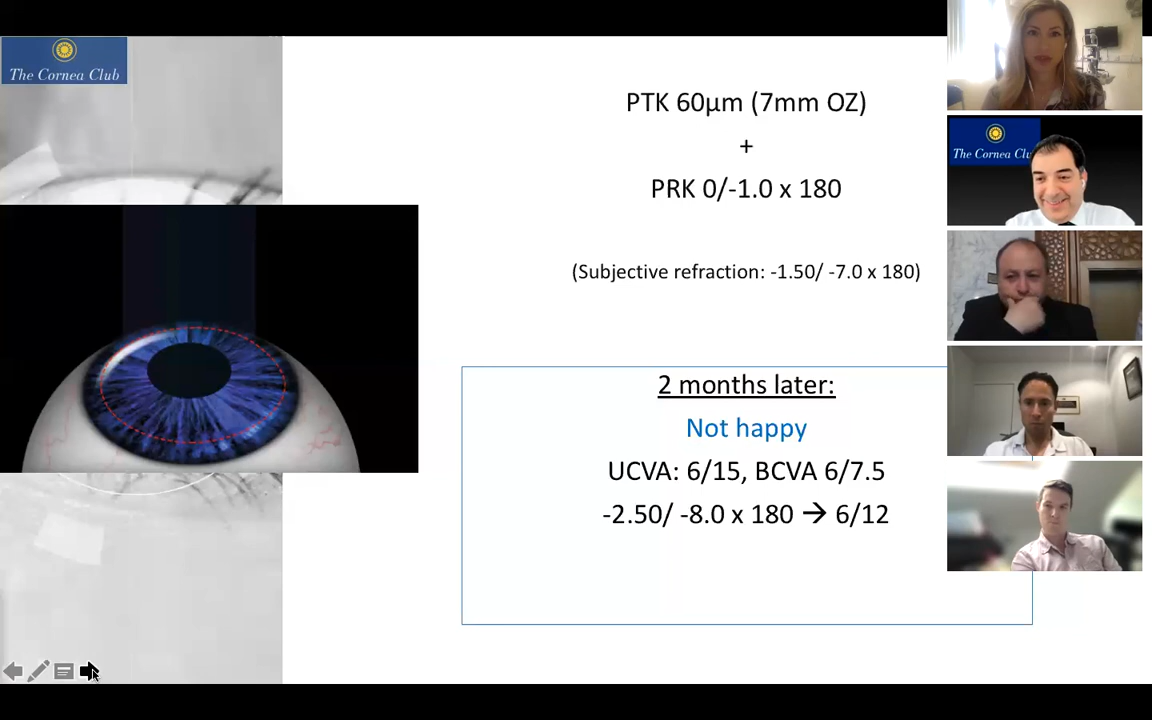 The Cornea Club
PTK 60µm (7mm OZ)
+
PRK 0/-1.0 x 180
(Subjective refraction: -1.50/ -7.0 x 180)
2 months later:
Not happy
UCVA: 6/15, BCVA 6/7.5
-2.50/ -8.0 x 180 → 6/12
The Cornea Clu